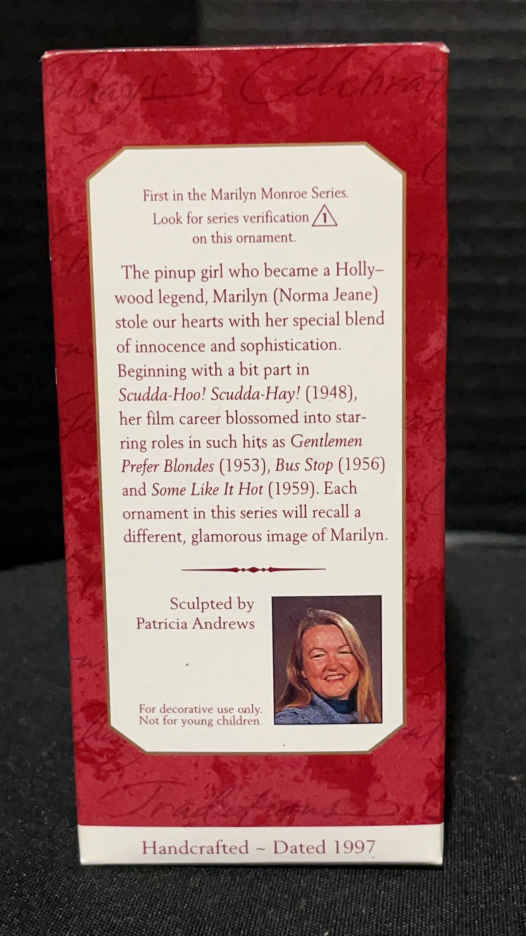 days Celebrat
First in the Marilyn Monroe Series.
Look for series verification 1
on this ornament.
The pinup girl who became a Holly–
wood legend, Marilyn (Norma Jeane)
stole our hearts with her special blend
of innocence and sophistication.
Beginning with a bit part in
Scudda-Hoo! Scudda-Hay! (1948),
her film career blossomed into star-
ring roles in such hits as Gentlemen
Prefer Blondes (1953), Bus Stop (1956)
and Some Like It Hot (1959). Each
ornament in this series will recall a
different, glamorous image of Marilyn.
Sculpted by
Patricia Andrews
For decorative use only.
Not for young children.
Traditions
Handcrafted ~ Dated 1997